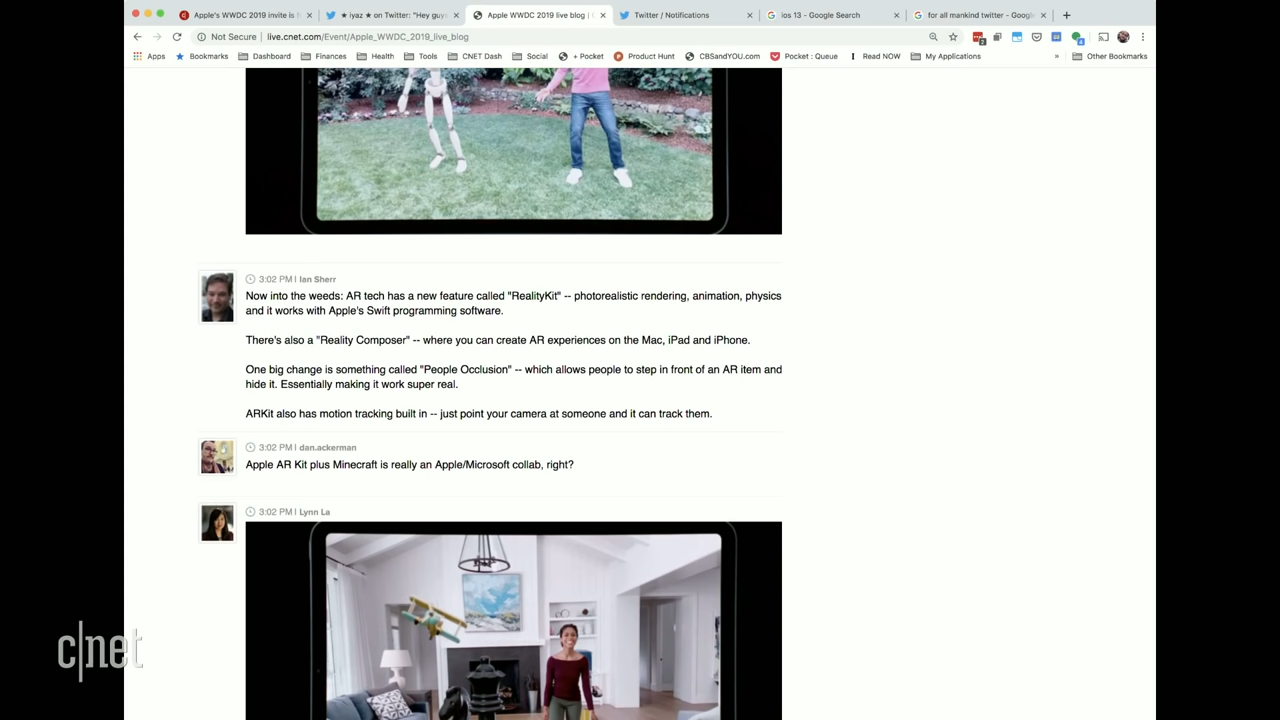 Apple's WWDC 2019 invite is f
★ iyaz ★ on Twitter: "Hey guys
Apple WWDC 2019 live blog | C
Twitter / Notifications
ios 13 - Google Search
for all mankind twitter - Google
Not Secure | live.cnet.com/Event/Apple_WWDC_2019_live_blog
Apps Bookmarks Dashboard Finances Health Tools CNET Dash Social + Pocket Product Hunt CBSandYOU.com Pocket : Queue Read NOW My Applications » Other Bookmarks
3:02 PM | Ian Sherr
Now into the weeds: AR tech has a new feature called "RealityKit" -- photorealistic rendering, animation, physics
and it works with Apple's Swift programming software.
There's also a "Reality Composer" -- where you can create AR experiences on the Mac, iPad and iPhone.
One big change is something called "People Occlusion" -- which allows people to step in front of an AR item and
hide it. Essentially making it work super real.
ARKit also has motion tracking built in -- just point your camera at someone and it can track them.
3:02 PM | dan.ackerman
Apple AR Kit plus Minecraft is really an Apple/Microsoft collab, right?
3:02 PM | Lynn La
c|net